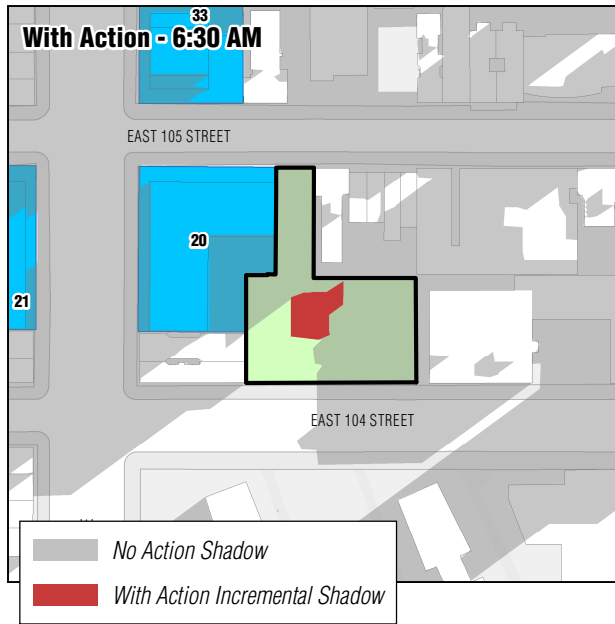 33
With Action - 6:30 AM
EAST 105 STREET
20
21
EAST 104 STREET
No Action Shadow
With Action Incremental Shadow